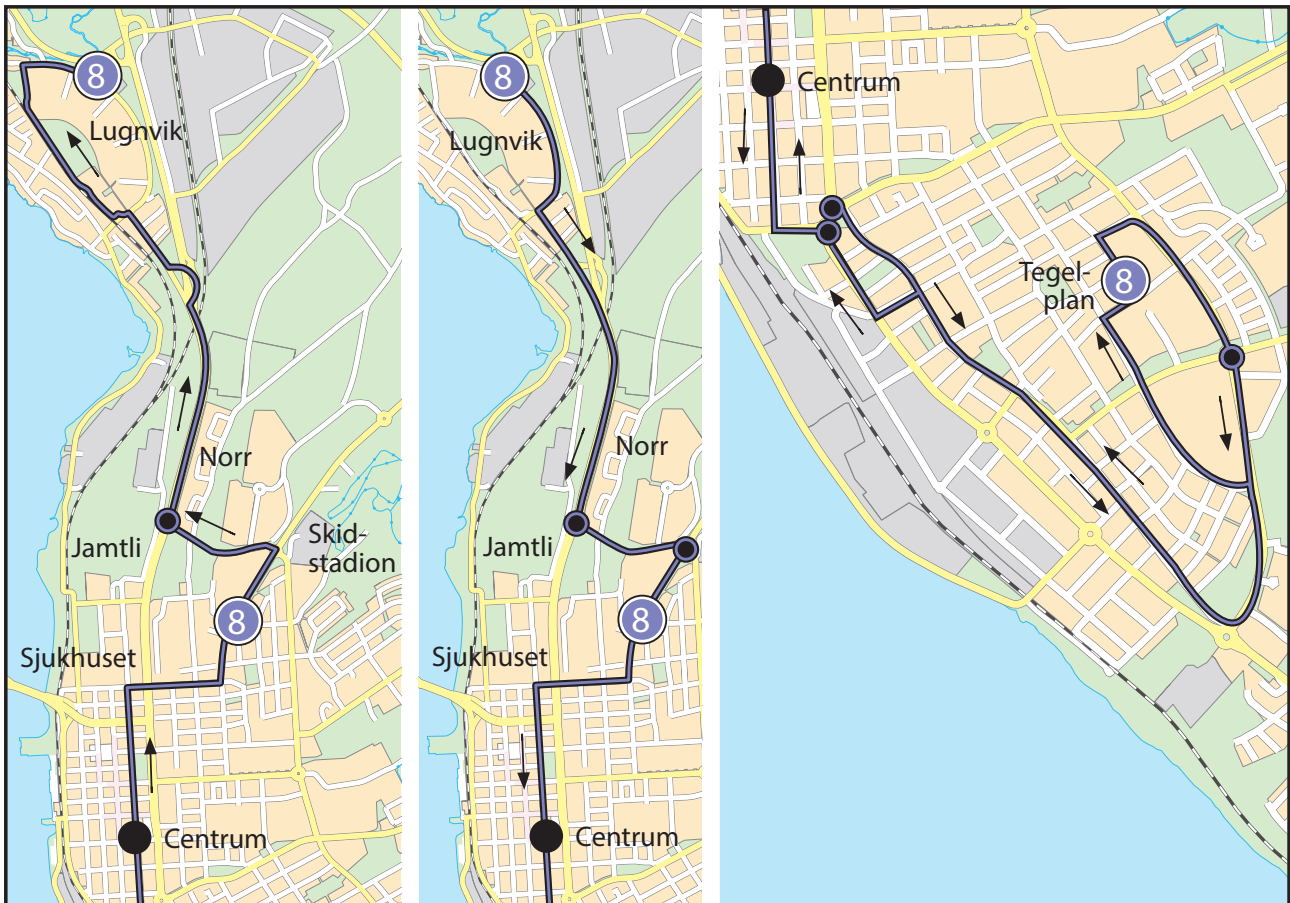 8
Lugnvik
Norr
Jamtli
Skid-
stadion
8
Sjukhuset
Centrum
8
Lugnvik
Norr
Jamtli
8
Sjukhuset
Centrum
Centrum
Tegel-
plan
8